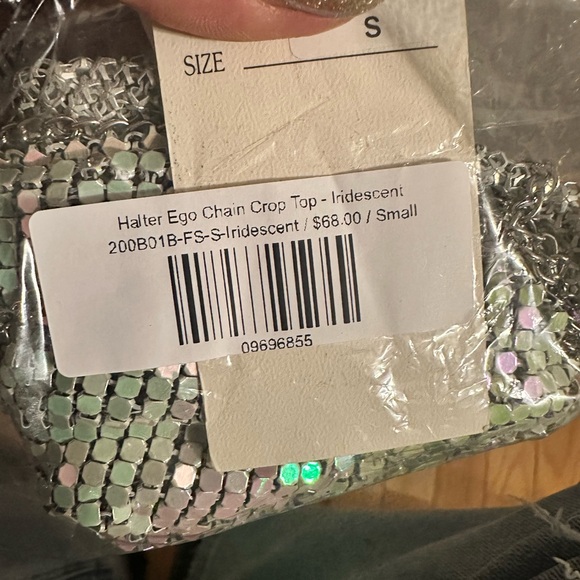 S
SIZE
Halter Ego Chain Crop Top - Iridescent
200B01B-FS-S-Iridescent / $68.00 / Small
09696855